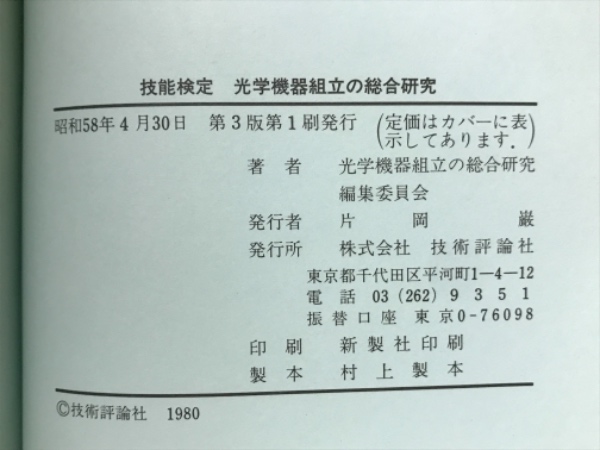 技能検定 光学機器組立の総合研究
昭和58年4月30日 第3版第1刷発行 (定価はカバーに表示してあります.)
著者 光学機器組立の総合研究
編集委員会
発行者 片岡 巌
発行所 株式会社 技術評論社
東京都千代田区平河町1―4―12
電話 03(262)9351
振替口座 東京0-76098
印刷 新製社印刷
製本 村上製本
©技術評論社 1980